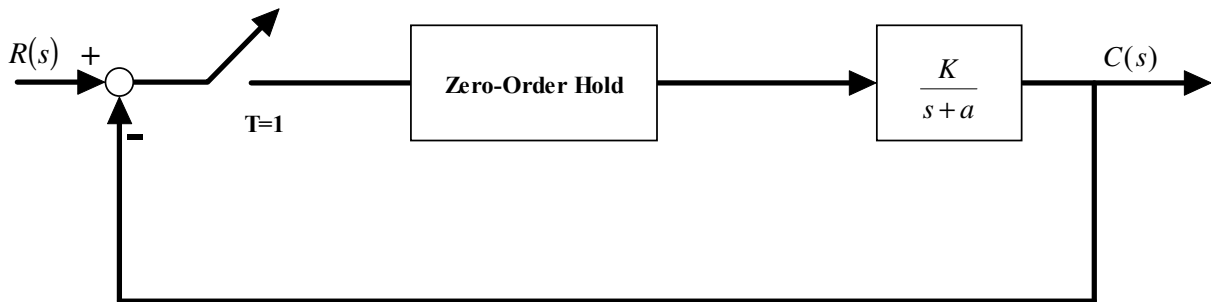 R(s) +
Zero-Order Hold
K
s + a
C(s)
T=1
-